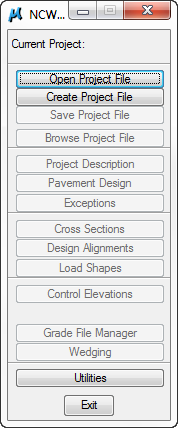 NCW...
Current Project:
Open Project File
Create Project File
Save Project File
Browse Project File
Project Description
Pavement Design
Exceptions
Cross Sections
Design Alignments
Load Shapes
Control Elevations
Grade File Manager
Wedging
Utilities
Exit